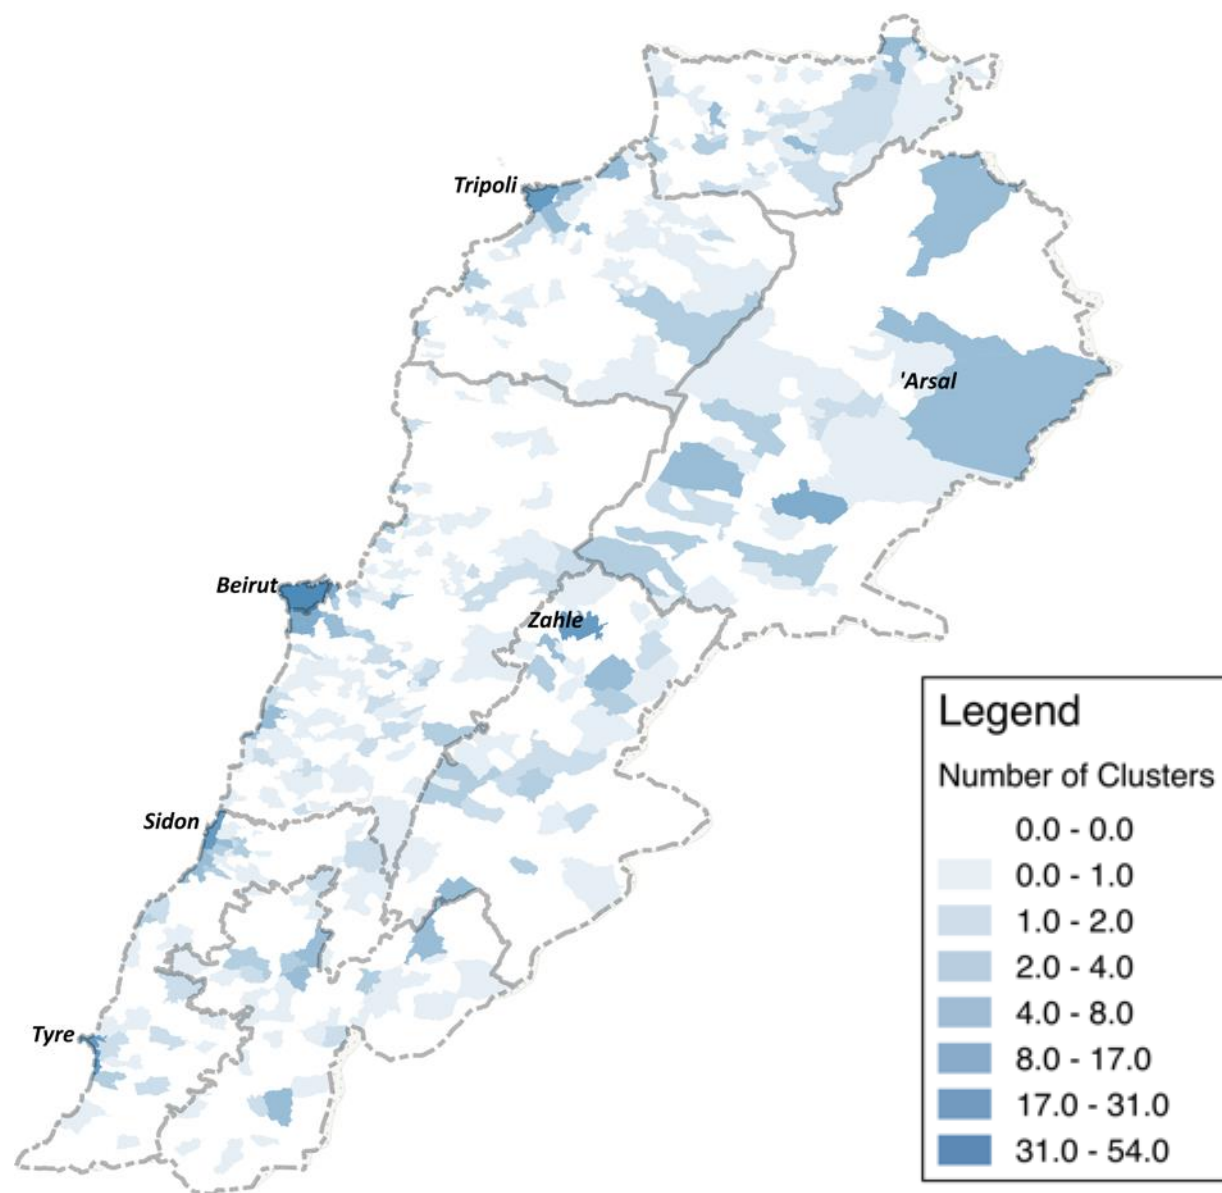 Tripoli
'Arsal
Beirut
Zahle
Sidon
Tyre
Legend
Number of Clusters
0.0 - 0.0
0.0 - 1.0
1.0 - 2.0
2.0 - 4.0
4.0 - 8.0
8.0 - 17.0
17.0 - 31.0
31.0 - 54.0